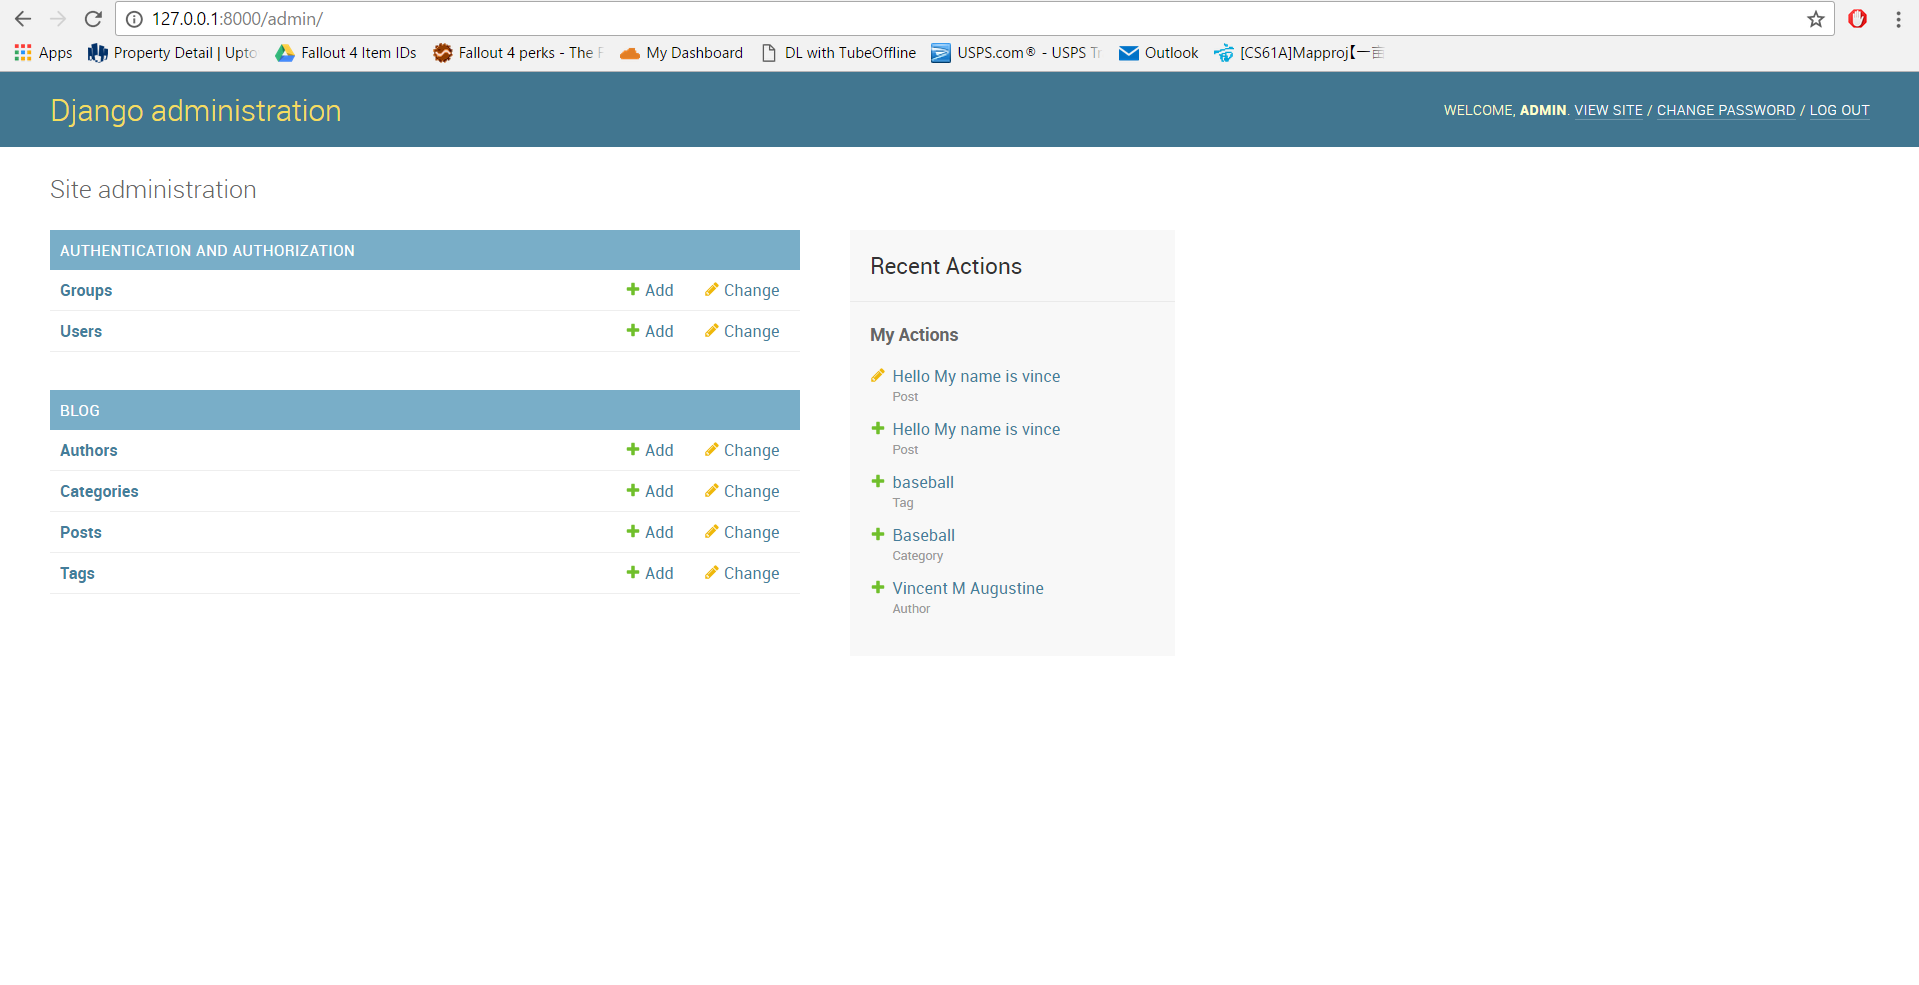 127.0.0.1:8000/admin/
Apps Property Detail | Upto Fallout 4 Item IDs Fallout 4 perks - The F My Dashboard DL with TubeOffline USPS.com® - USPS Tr Outlook [CS61A]Mapproj【一亩
Django administration
WELCOME, ADMIN. VIEW SITE / CHANGE PASSWORD / LOG OUT
Site administration
AUTHENTICATION AND AUTHORIZATION
Groups Add Change
Users Add Change
BLOG
Authors Add Change
Categories Add Change
Posts Add Change
Tags Add Change
Recent Actions
My Actions
Hello My name is vince
Post
Hello My name is vince
Post
baseball
Tag
Baseball
Category
Vincent M Augustine
Author